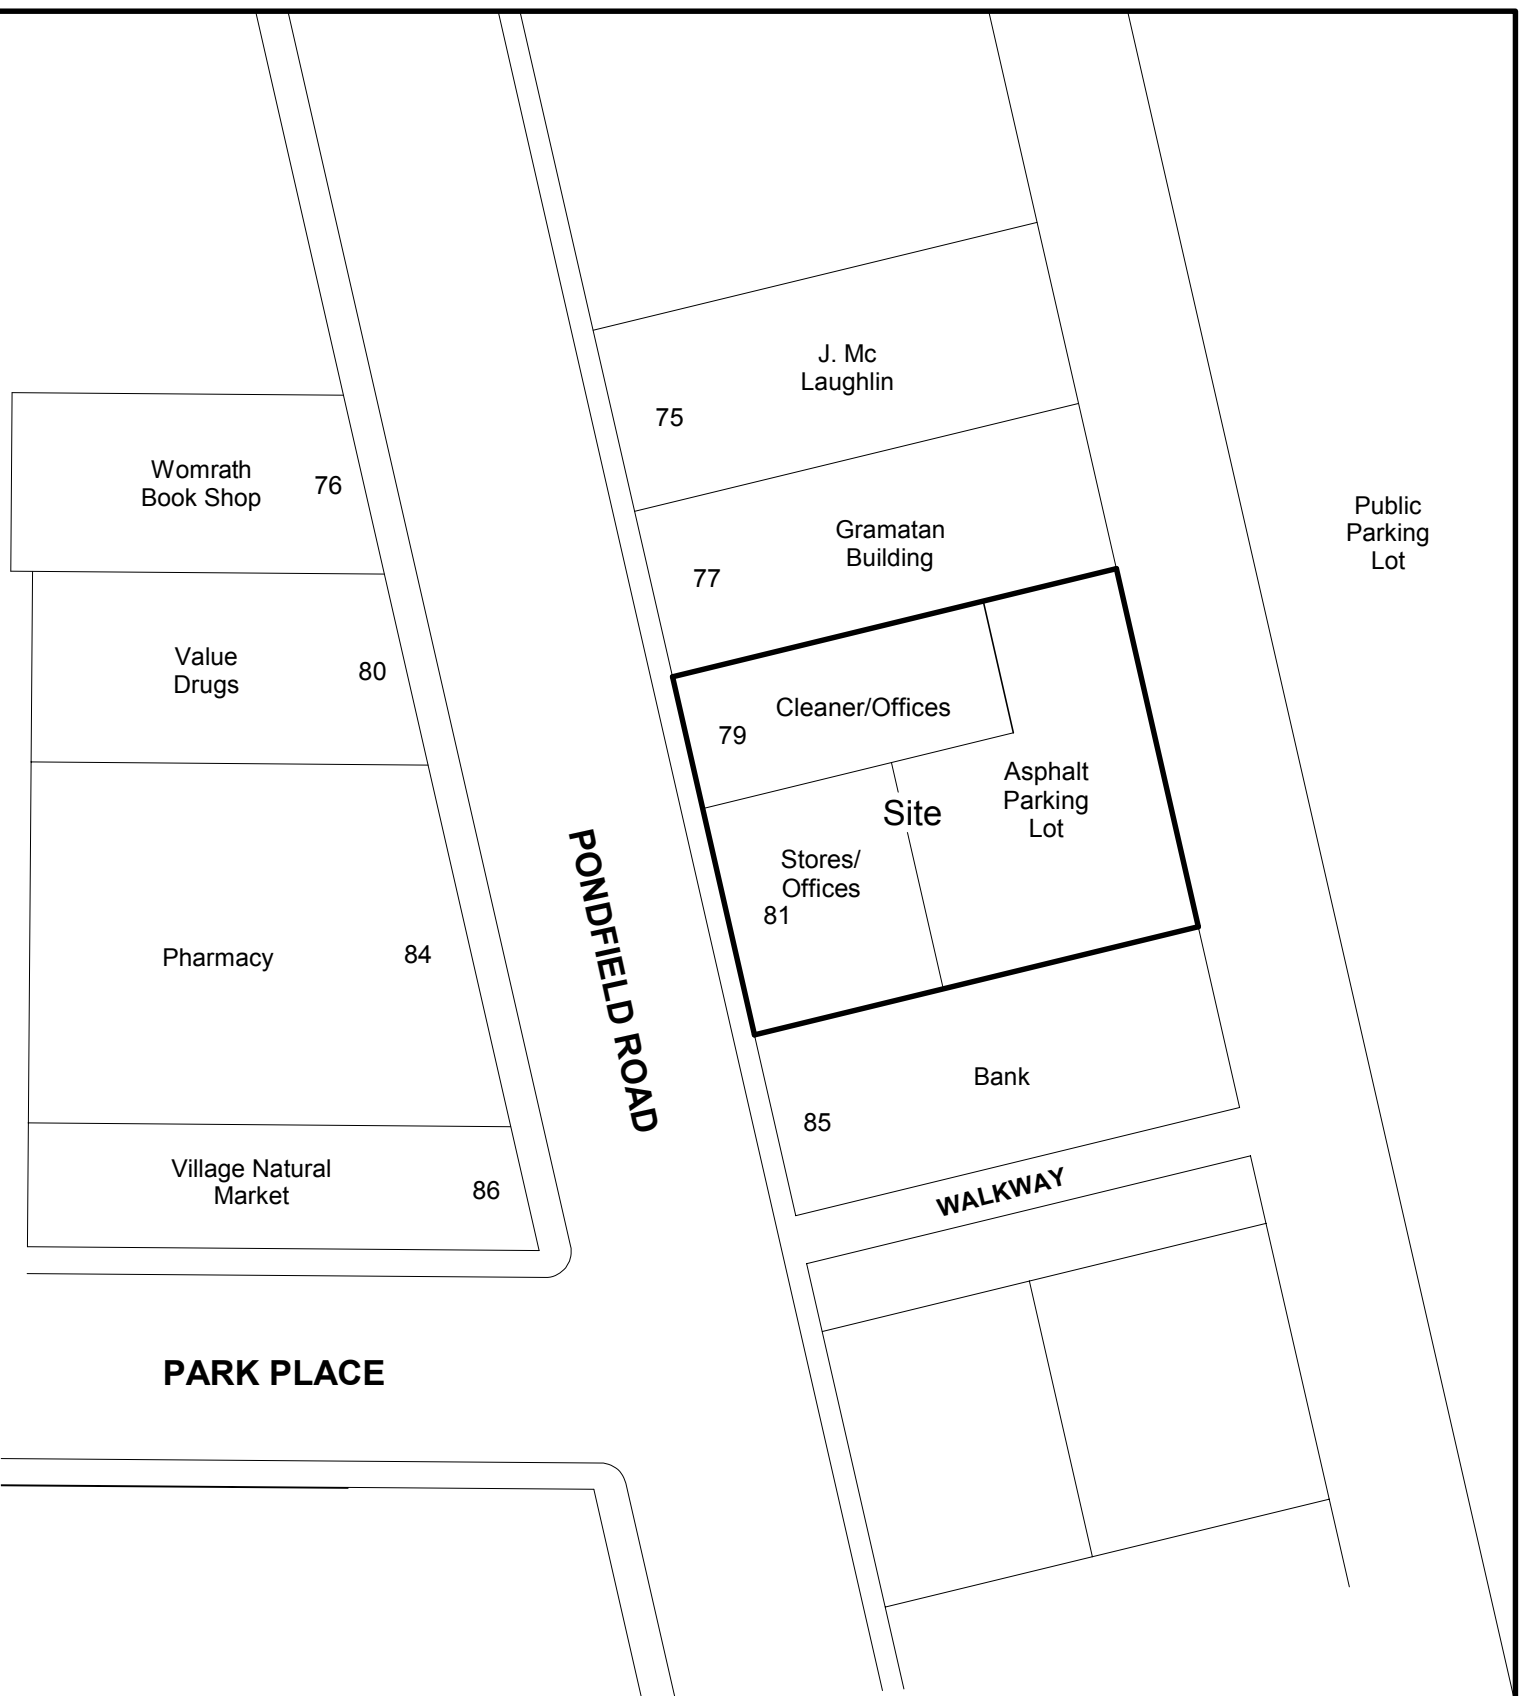 J. Mc
Laughlin
75
Womrath
Book Shop
76
Public
Parking
Lot
Gramatan
Building
77
Value
Drugs
80
Cleaner/Offices
79
Asphalt
Parking
Lot
Site
Stores/
Offices
81
PONDFIELD ROAD
Pharmacy
84
Bank
85
Village Natural
Market
86
WALKWAY
PARK PLACE